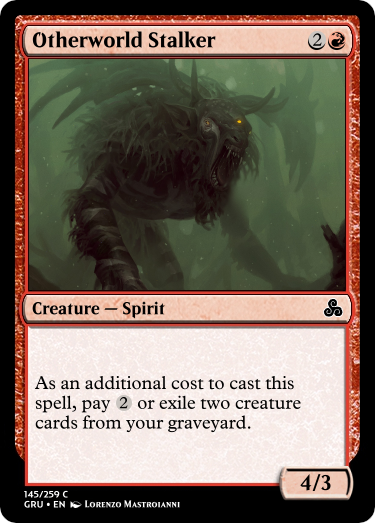 Otherworld Stalker 2
Creature — Spirit
As an additional cost to cast this
spell, pay 2 or exile two creature
cards from your graveyard.
4/3
145/259 C
GRU • EN Lorenzo Mastroianni